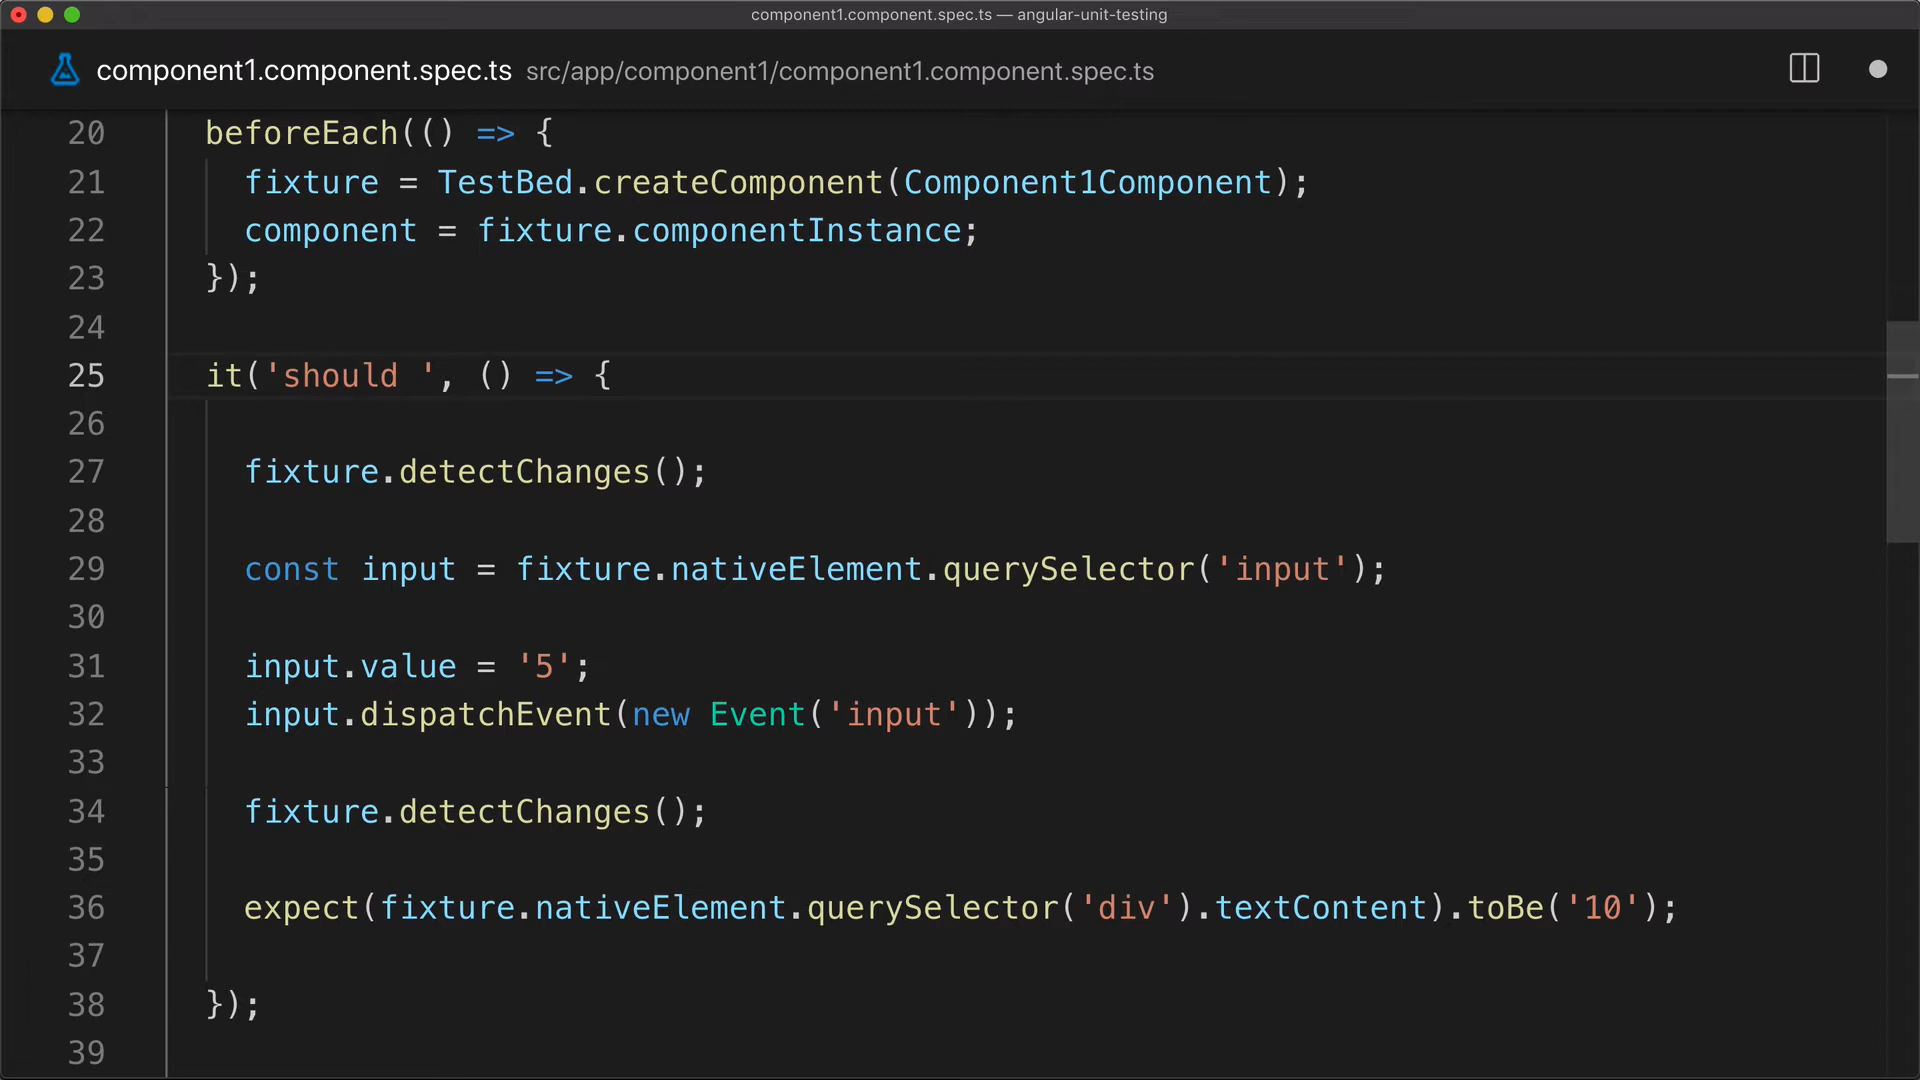 component1.component.spec.ts — angular-unit-testing
component1.component.spec.ts src/app/component1/component1.component.spec.ts
20 beforeEach(() => {
21 fixture = TestBed.createComponent(Component1Component);
22 component = fixture.componentInstance;
23 });
24
25 it('should ', () => {
26
27 fixture.detectChanges();
28
29 const input = fixture.nativeElement.querySelector('input');
30
31 input.value = '5';
32 input.dispatchEvent(new Event('input'));
33
34 fixture.detectChanges();
35
36 expect(fixture.nativeElement.querySelector('div').textContent).toBe('10');
37
38 });
39